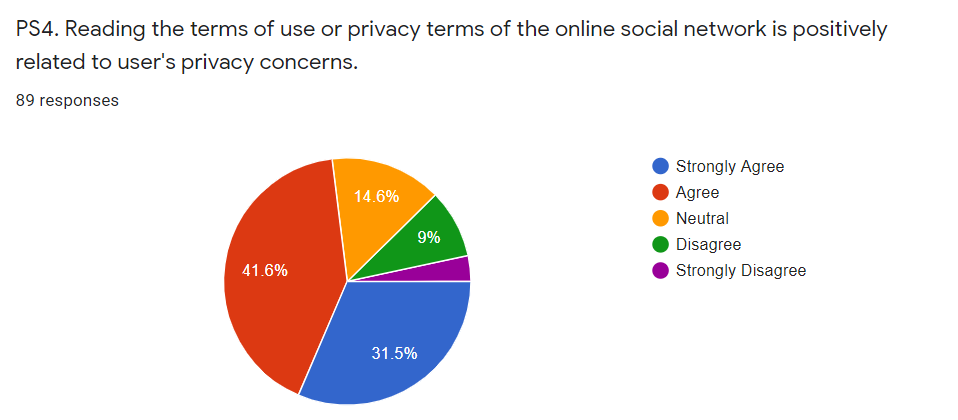 PS4. Reading the terms of use or privacy terms of the online social network is positively
related to user's privacy concerns.
89 responses
Strongly Agree
Agree
Neutral
Disagree
Strongly Disagree
14.6%
9%
41.6%
31.5%